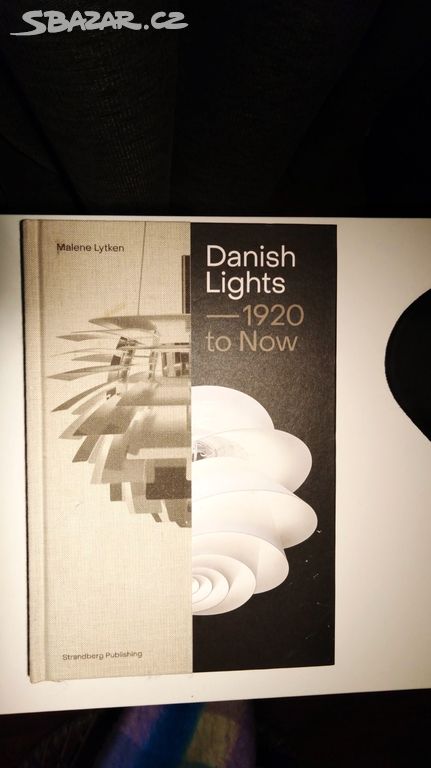 SBAZAR.CZ
Malene Lytken
Danish
Lights
—1920
to Now
Strandberg Publishing